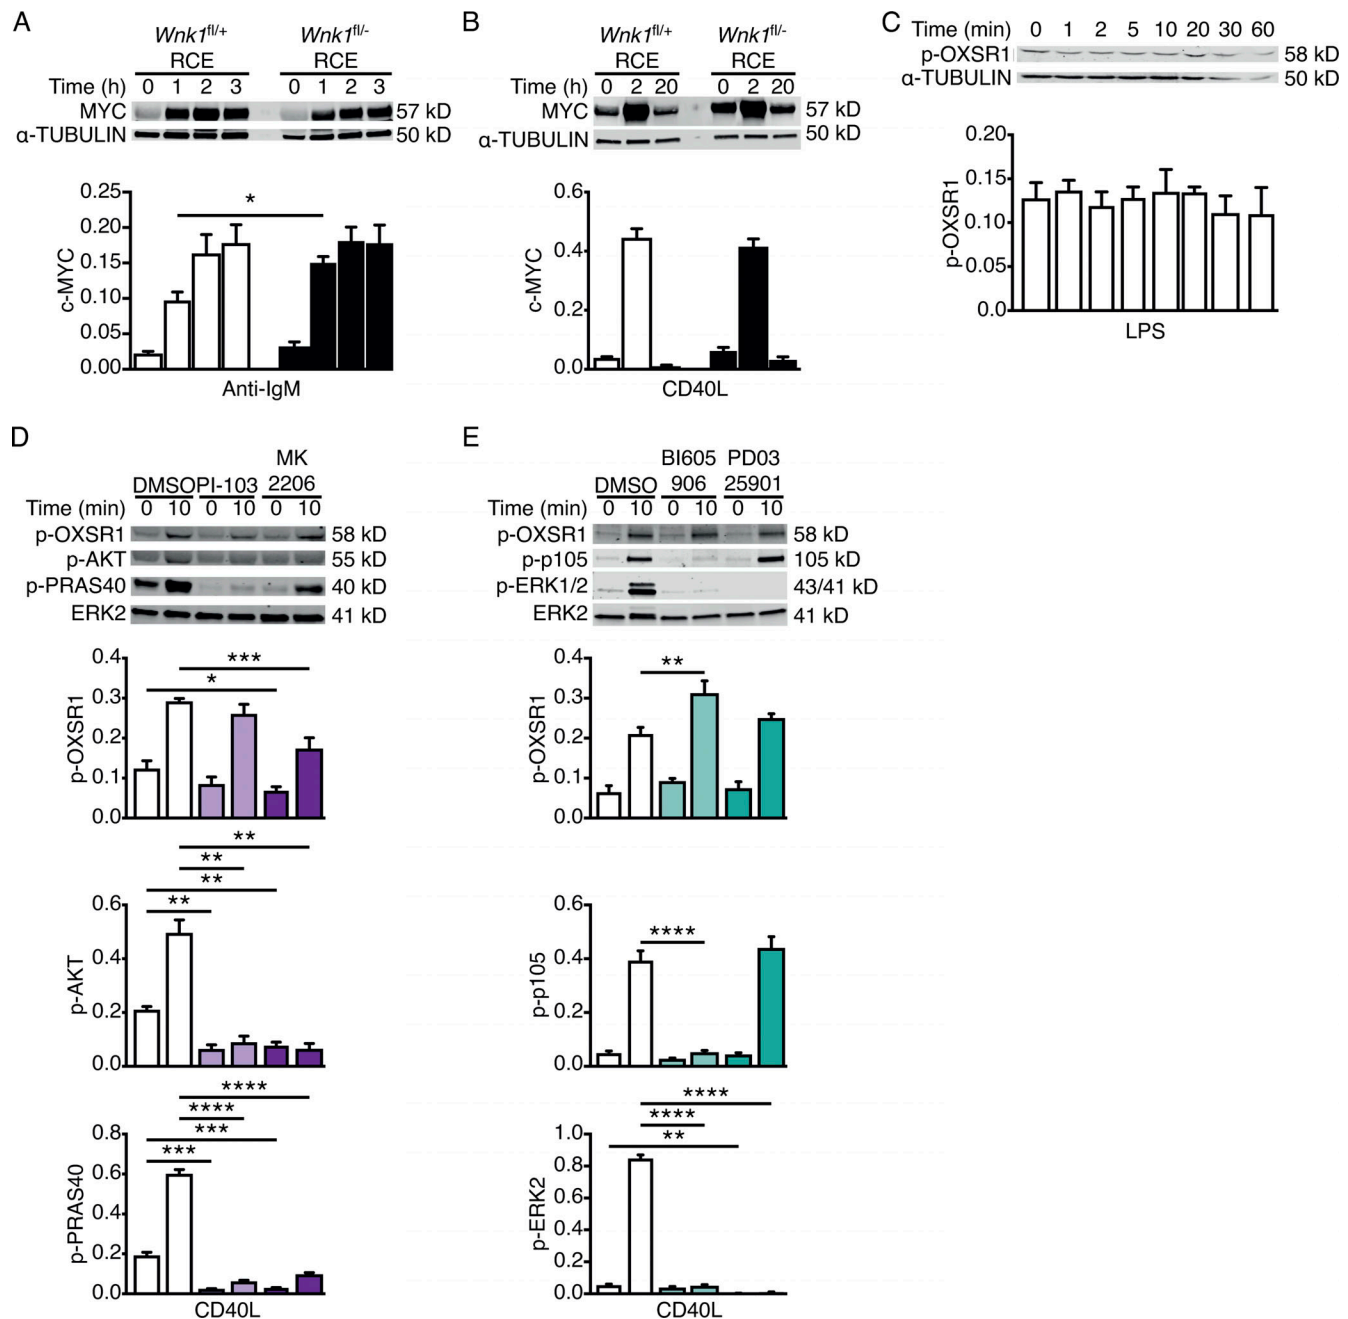 A
Wnk1fl/+ Wnk1fl/-
RCE RCE
Time (h) 0 1 2 3 0 1 2 3
MYC 57 kD
α-TUBULIN 50 kD
*
0.25
0.20
0.15
0.10
0.05
0.00
c-MYC
Anti-IgM
B
Wnk1fl/+ Wnk1fl/-
RCE RCE
Time (h) 0 2 20 0 2 20
MYC 57 kD
α-TUBULIN 50 kD
0.6
0.4
0.2
0.0
c-MYC
CD40L
C
Time (min) 0 1 2 5 10 20 30 60
p-OXSR1 58 kD
α-TUBULIN 50 kD
0.20
0.15
0.10
0.05
0.0
p-OXSR1
LPS
D
MK
DMSO PI-103 2206
Time (min) 0 10 0 10 0 10
p-OXSR1 58 kD
p-AKT 55 kD
p-PRAS40 40 kD
ERK2 41 kD
***
*
0.4
0.3
0.2
0.1
0.0
p-OXSR1
**
**
**
**
0.6
0.4
0.2
0.0
p-AKT
****
****
***
***
0.8
0.6
0.4
0.2
0.0
p-PRAS40
CD40L
E
BI605 PD03
DMSO 906 25901
Time (min) 0 10 0 10 0 10
p-OXSR1 58 kD
p-p105 105 kD
p-ERK1/2 43/41 kD
ERK2 41 kD
**
0.4
0.3
0.2
0.1
0.0
p-OXSR1
****
0.6
0.4
0.2
0.0
p-p105
****
****
**
1.0
0.8
0.6
0.4
0.2
0.0
p-ERK2
CD40L